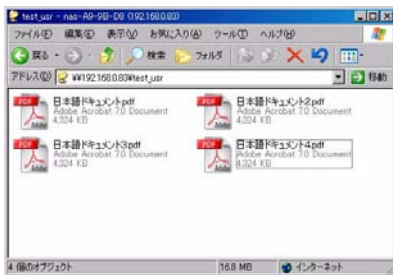 test_usr - nas-A9-9B-D0 (192.168.0.83)
ファイル(F) 編集(E) 表示(V) お気に入り(A) ツール(T) ヘルプ(H)
戻る 検索 フォルダ
アドレス(D) ¥¥192.168.0.83¥test_usr 移動
日本語ドキュメント.pdf
Adobe Acrobat 7.0 Document
4,324 KB
日本語ドキュメント2.pdf
Adobe Acrobat 7.0 Document
4,324 KB
日本語ドキュメント3.pdf
Adobe Acrobat 7.0 Document
4,324 KB
日本語ドキュメント4.pdf
Adobe Acrobat 7.0 Document
4,324 KB
4 個のオブジェクト 16.8 MB インターネット